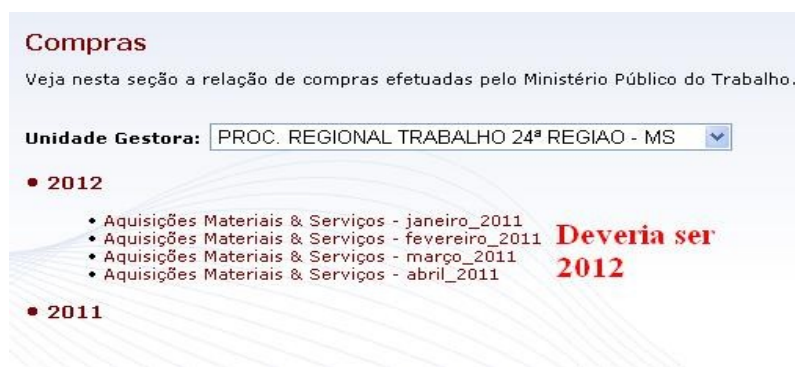 Compras
Veja nesta seção a relação de compras efetuadas pelo Ministério Público do Trabalho.
Unidade Gestora: PROC. REGIONAL TRABALHO 24ª REGIAO - MS
• 2012
• Aquisições Materiais & Serviços - janeiro_2011
• Aquisições Materiais & Serviços - fevereiro_2011
• Aquisições Materiais & Serviços - março_2011
• Aquisições Materiais & Serviços - abril_2011
Deveria ser
2012
• 2011